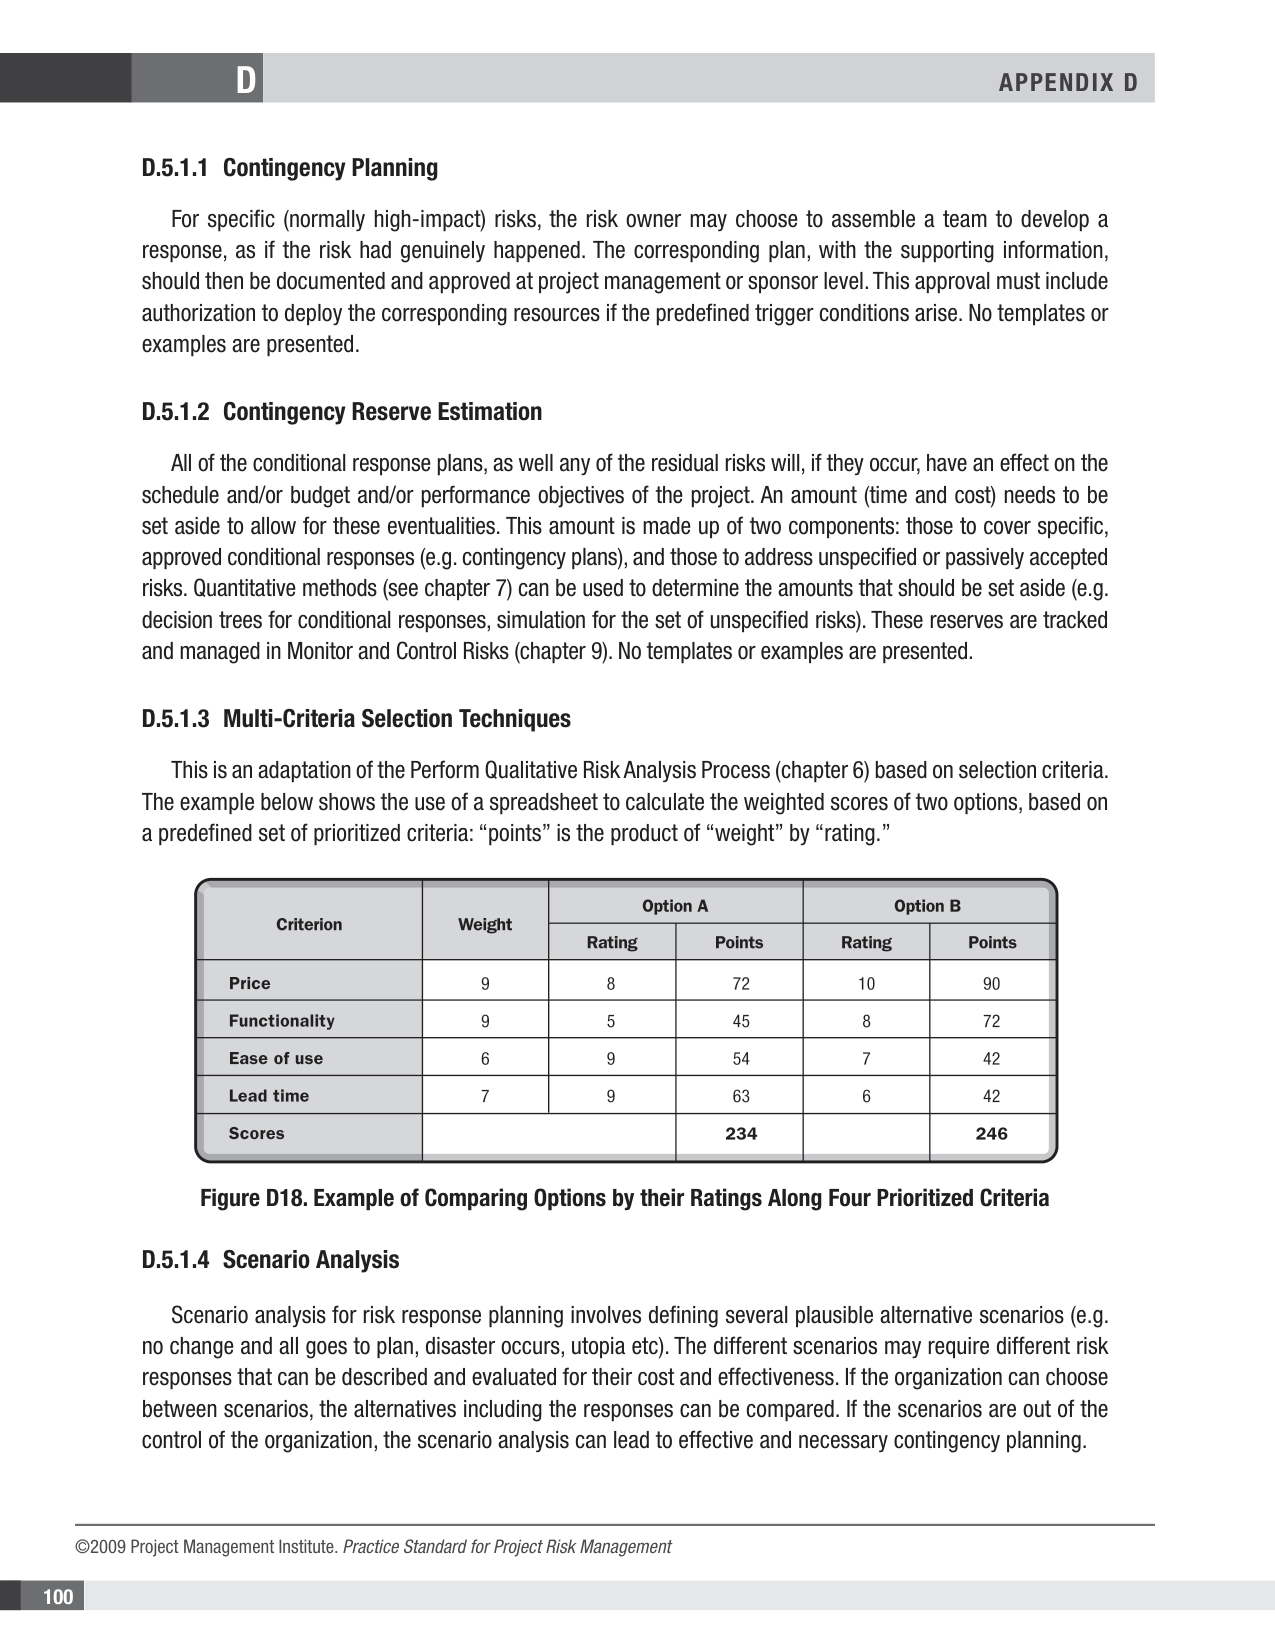 D
APPENDIX D
D.5.1.1 Contingency Planning
For specific (normally high-impact) risks, the risk owner may choose to assemble a team to develop a
response, as if the risk had genuinely happened. The corresponding plan, with the supporting information,
should then be documented and approved at project management or sponsor level. This approval must include
authorization to deploy the corresponding resources if the predefined trigger conditions arise. No templates or
examples are presented.
D.5.1.2 Contingency Reserve Estimation
All of the conditional response plans, as well any of the residual risks will, if they occur, have an effect on the
schedule and/or budget and/or performance objectives of the project. An amount (time and cost) needs to be
set aside to allow for these eventualities. This amount is made up of two components: those to cover specific,
approved conditional responses (e.g. contingency plans), and those to address unspecified or passively accepted
risks. Quantitative methods (see chapter 7) can be used to determine the amounts that should be set aside (e.g.
decision trees for conditional responses, simulation for the set of unspecified risks). These reserves are tracked
and managed in Monitor and Control Risks (chapter 9). No templates or examples are presented.
D.5.1.3 Multi-Criteria Selection Techniques
This is an adaptation of the Perform Qualitative Risk Analysis Process (chapter 6) based on selection criteria.
The example below shows the use of a spreadsheet to calculate the weighted scores of two options, based on
a predefined set of prioritized criteria: “points” is the product of “weight” by “rating.”
Criterion Weight Option A Option B
Rating Points Rating Points
Price 9 8 72 10 90
Functionality 9 5 45 8 72
Ease of use 6 9 54 7 42
Lead time 7 9 63 6 42
Scores 234 246
Figure D18. Example of Comparing Options by their Ratings Along Four Prioritized Criteria
D.5.1.4 Scenario Analysis
Scenario analysis for risk response planning involves defining several plausible alternative scenarios (e.g.
no change and all goes to plan, disaster occurs, utopia etc). The different scenarios may require different risk
responses that can be described and evaluated for their cost and effectiveness. If the organization can choose
between scenarios, the alternatives including the responses can be compared. If the scenarios are out of the
control of the organization, the scenario analysis can lead to effective and necessary contingency planning.
©2009 Project Management Institute. Practice Standard for Project Risk Management
100